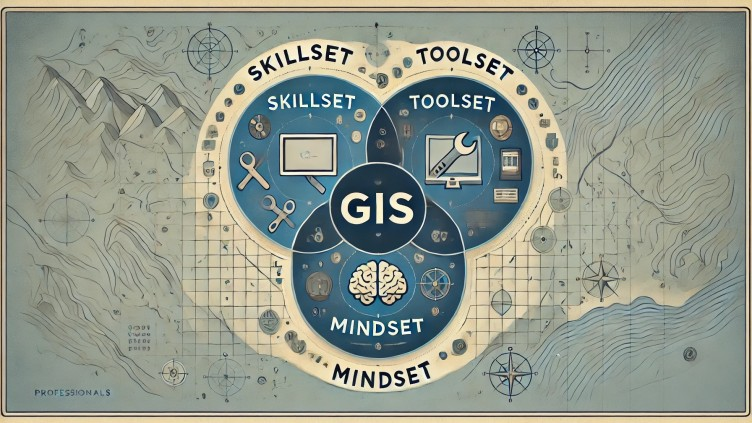 SKILLSET TOOLSET
SKILLSET TOOLSET
GIS
MINDSET
MINDSET
PROFESSIONALS